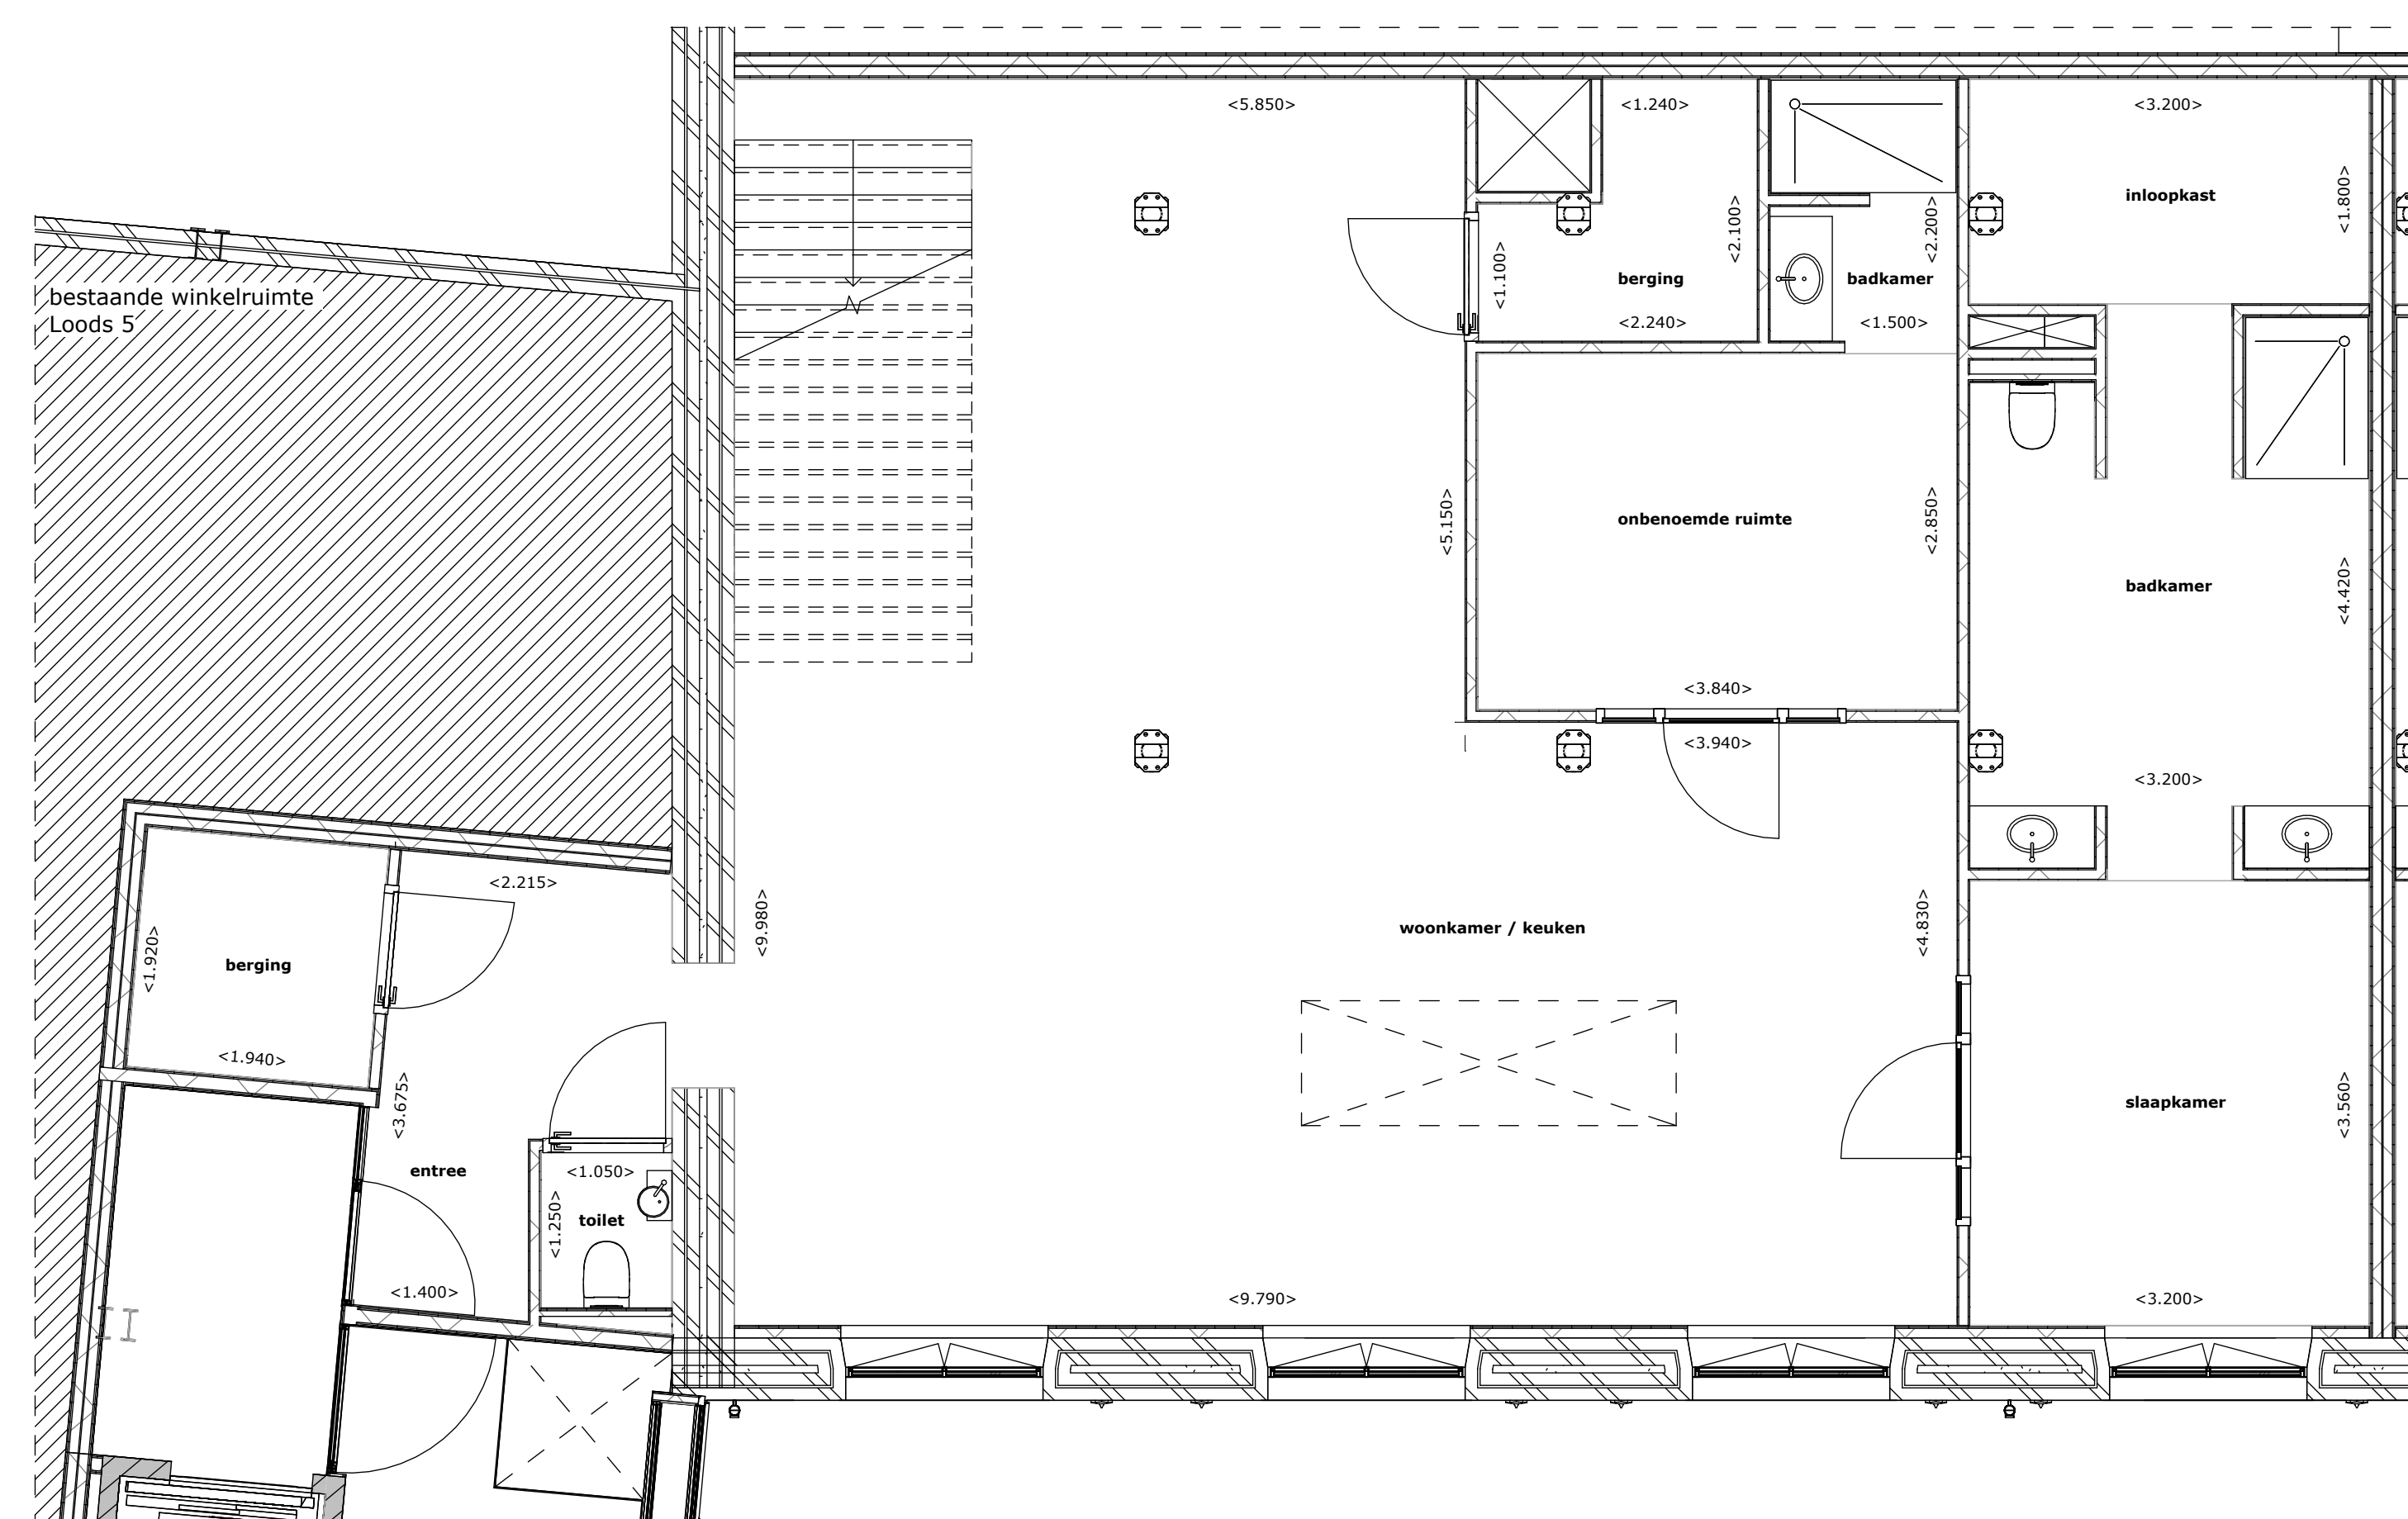 <5.850>
<1.240>
<3.200>
inloopkast
<1.800>
<2.100>
<2.200>
<1.100>
berging
badkamer
<2.240>
<1.500>
bestaande winkelruimte
Loods 5
<5.150>
onbenoemde ruimte
<2.850>
badkamer
<4.420>
<3.840>
<3.940>
<3.200>
<2.215>
<9.980>
woonkamer / keuken
<4.830>
<1.920>
berging
<1.940>
<3.675>
entree
<1.050>
<1.250>
toilet
slaapkamer
<3.560>
<1.400>
<9.790>
<3.200>